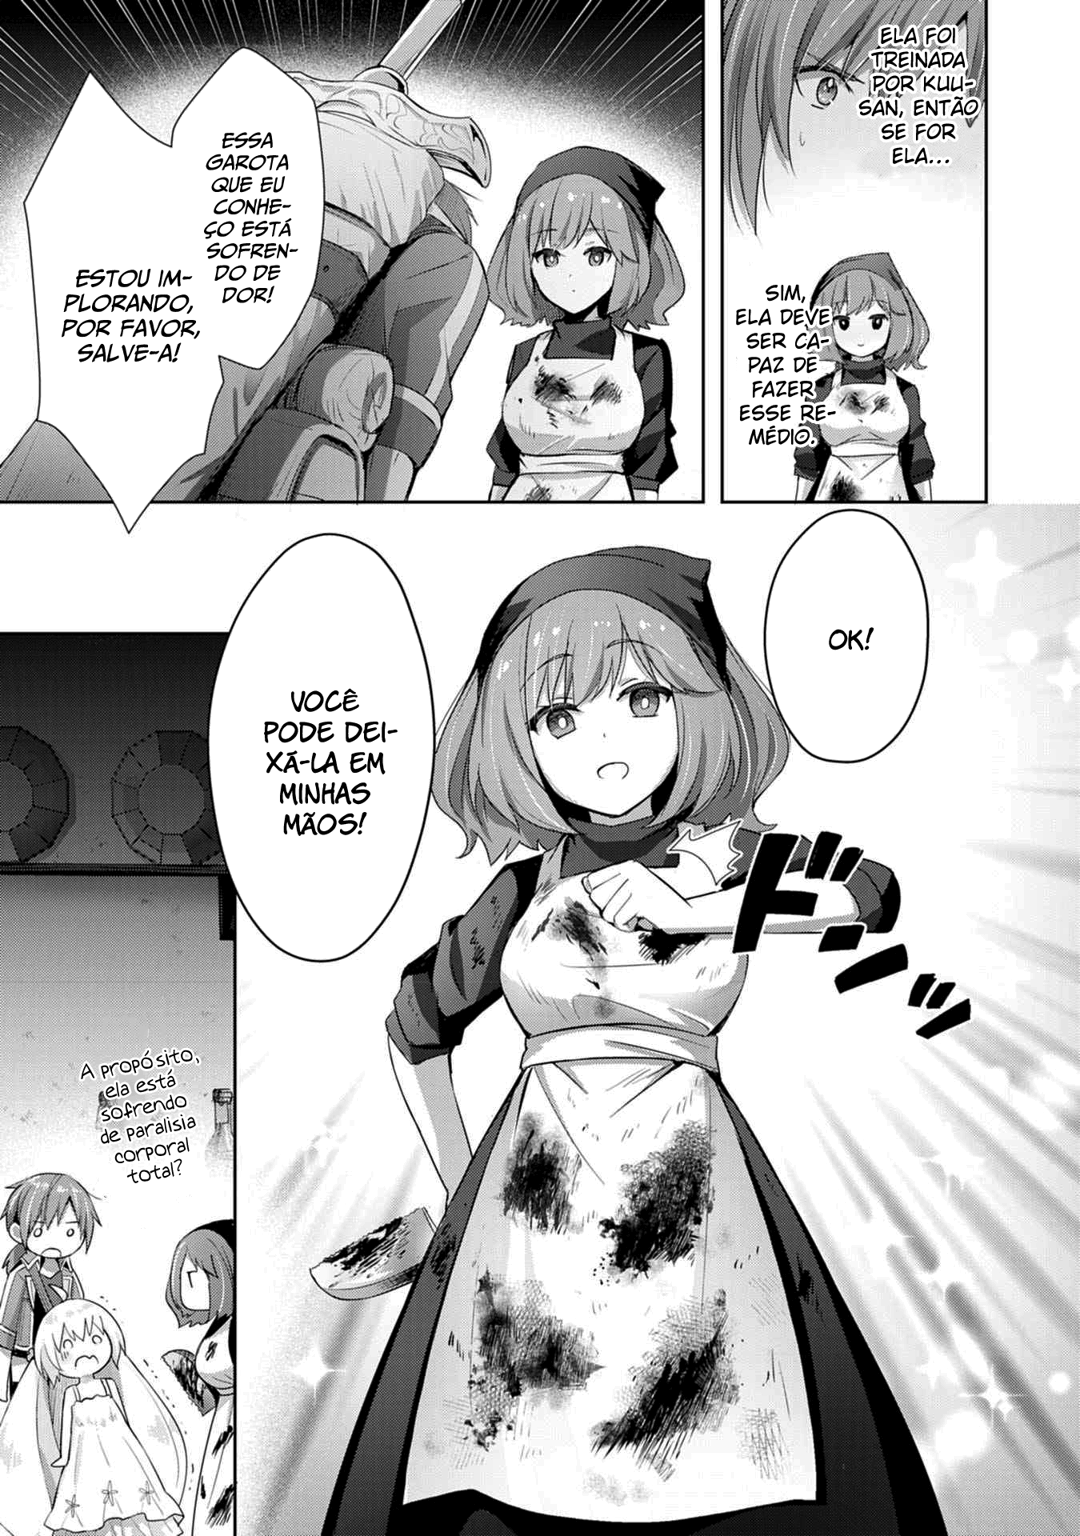 ELA FOI
TREINADA
POR KUU-
SAN, ENTÃO
SE FOR
ELA...
SIM,
ELA DEVE
SER CA-
PAZ DE
FAZER
ESSE RE-
MÉDIO.
ESSA
GAROTA
QUE EU
CONHE-
ÇO ESTÁ
SOFREN-
DO DE
DOR!
ESTOU IM-
PLORANDO,
POR FAVOR,
SALVE-A!
OK!
VOCÊ
PODE DEI-
XÁ-LA EM
MINHAS
MÃOS!
ドンッ
A propósito,
ela está
sofrendo
de paralisia
corporal
total?